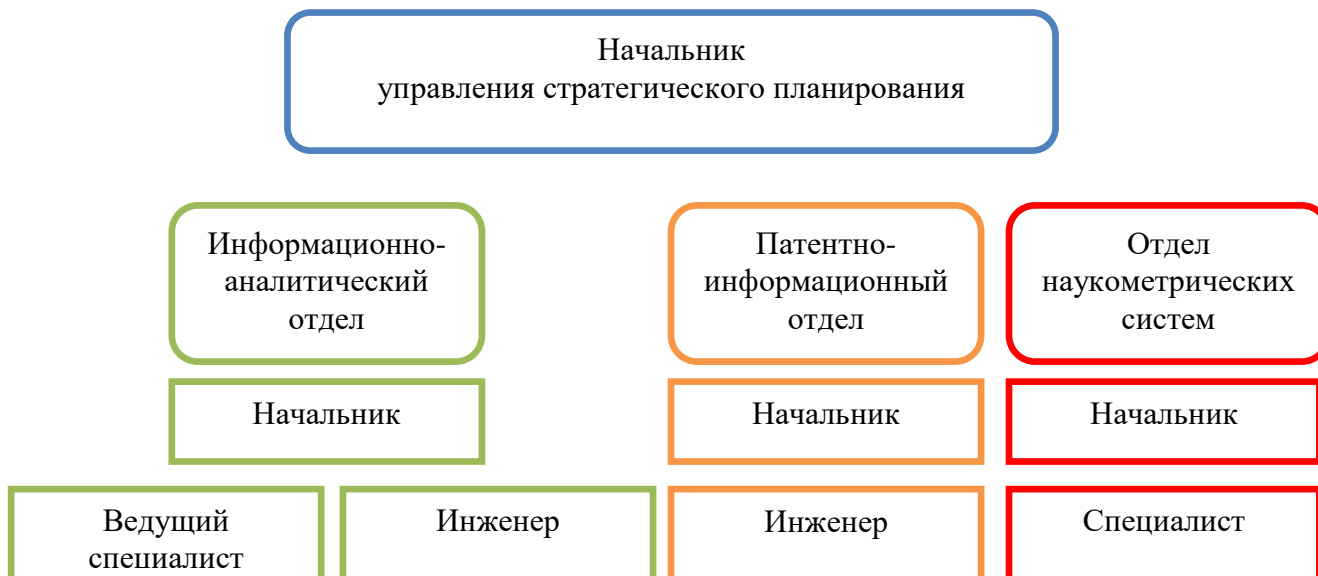 Начальник
управления стратегического планирования
Информационно-
аналитический
отдел
Патентно-
информационный
отдел
Отдел
наукометрических
систем
Начальник
Начальник
Начальник
Ведущий
специалист
Инженер
Инженер
Специалист